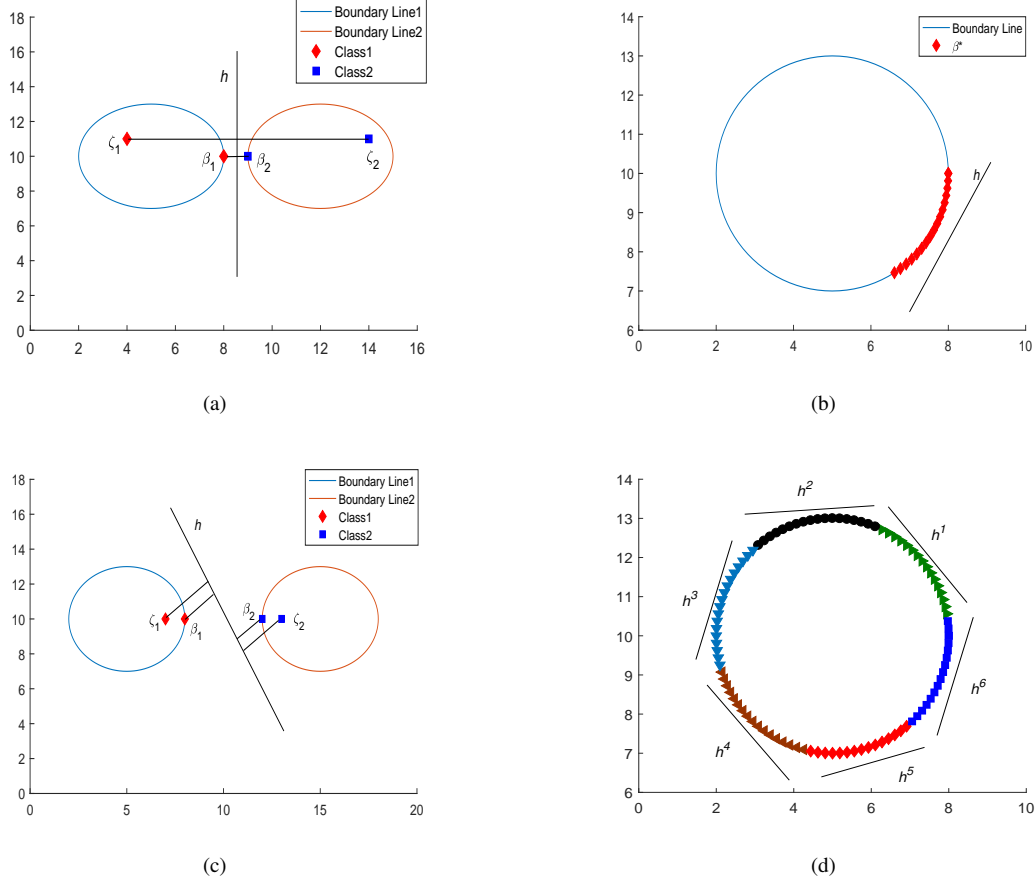 18
16
14
12
10
8
6
4
2
0
0 2 4 6 8 10 12 14 16
Boundary Line1
Boundary Line2
Class1
Class2
h
ζ1
β1
β2
ζ2
(a)
14
13
12
11
10
9
8
7
6
0 2 4 6 8 10
Boundary Line
β*
h
(b)
18
16
14
12
10
8
6
4
2
0
0 5 10 15 20
Boundary Line1
Boundary Line2
Class1
Class2
h
ζ1
β1
β2
ζ2
(c)
14
13
12
11
10
9
8
7
6
0 2 4 6 8 10
h2
h1
h3
h6
h4
h5
(d)